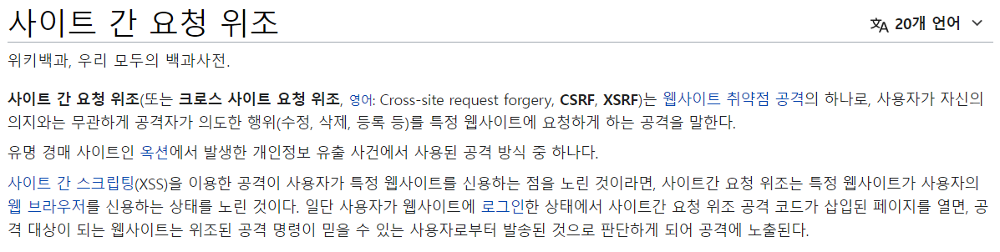 사이트 간 요청 위조
20개 언어
위키백과, 우리 모두의 백과사전.
사이트 간 요청 위조(또는 크로스 사이트 요청 위조, 영어: Cross-site request forgery, CSRF, XSRF)는 웹사이트 취약점 공격의 하나로, 사용자가 자신의
의지와는 무관하게 공격자가 의도한 행위(수정, 삭제, 등록 등)를 특정 웹사이트에 요청하게 하는 공격을 말한다.
유명 경매 사이트인 옥션에서 발생한 개인정보 유출 사건에서 사용된 공격 방식 중 하나다.
사이트 간 스크립팅(XSS)을 이용한 공격이 사용자가 특정 웹사이트를 신용하는 점을 노린 것이라면, 사이트간 요청 위조는 특정 웹사이트가 사용자의
웹 브라우저를 신용하는 상태를 노린 것이다. 일단 사용자가 웹사이트에 로그인한 상태에서 사이트간 요청 위조 공격 코드가 삽입된 페이지를 열면, 공
격 대상이 되는 웹사이트는 위조된 공격 명령이 믿을 수 있는 사용자로부터 발송된 것으로 판단하게 되어 공격에 노출된다.